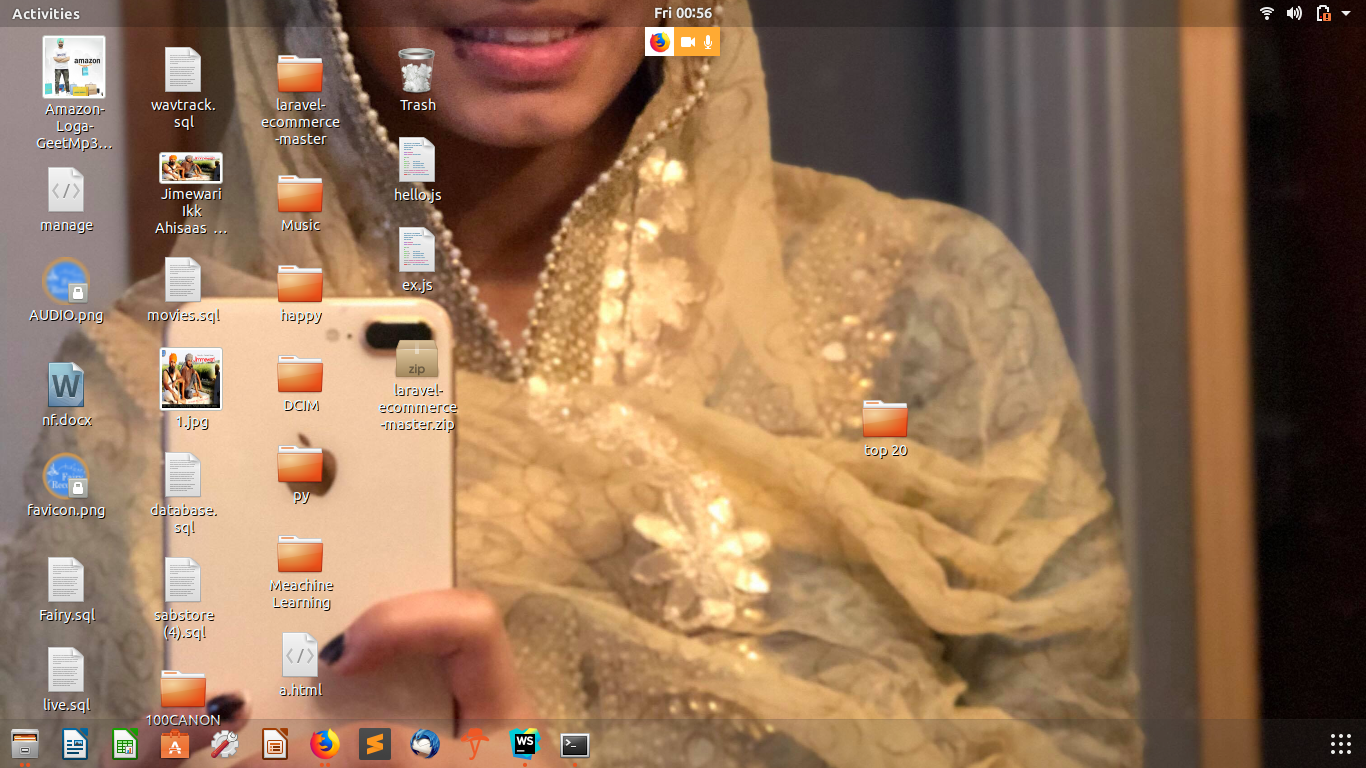 Activities
Fri 00:56
amazon
Amazon-
Loga-
GeetMp3...
manage
AUDIO.png
W
nf.docx
favicon.png
Fairy.sql
live.sql
wavtrack.
sql
Jimewari
Ikk
Ahisaas ...
movies.sql
1.jpg
database.
sql
sabstore
(4).sql
100CANON
laravel-
ecommerce
-master
Music
happy
DCIM
py
Meachine
Learning
a.html
Trash
hello.js
ex.js
zip
laravel-
ecommerce
-master.zip
top 20
WS